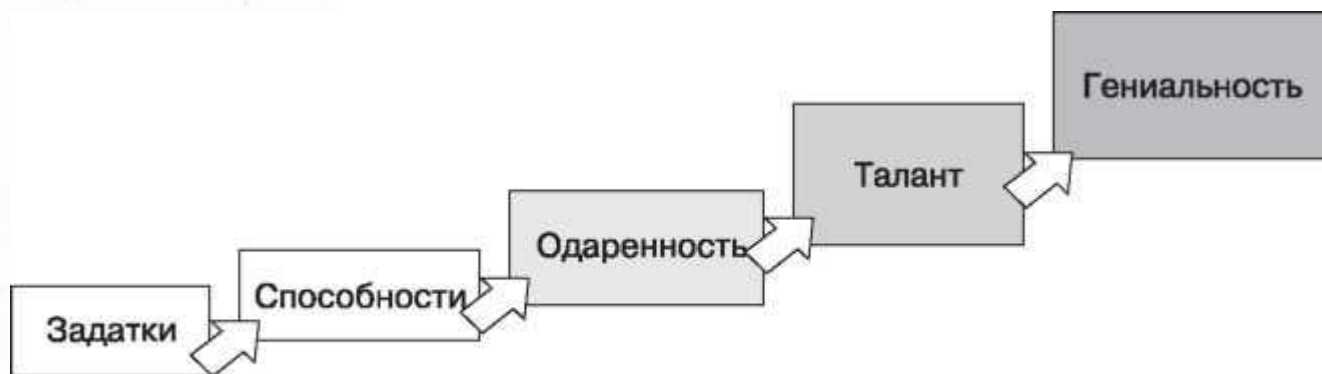 Задатки
Способности
Одаренность
Талант
Гениальность